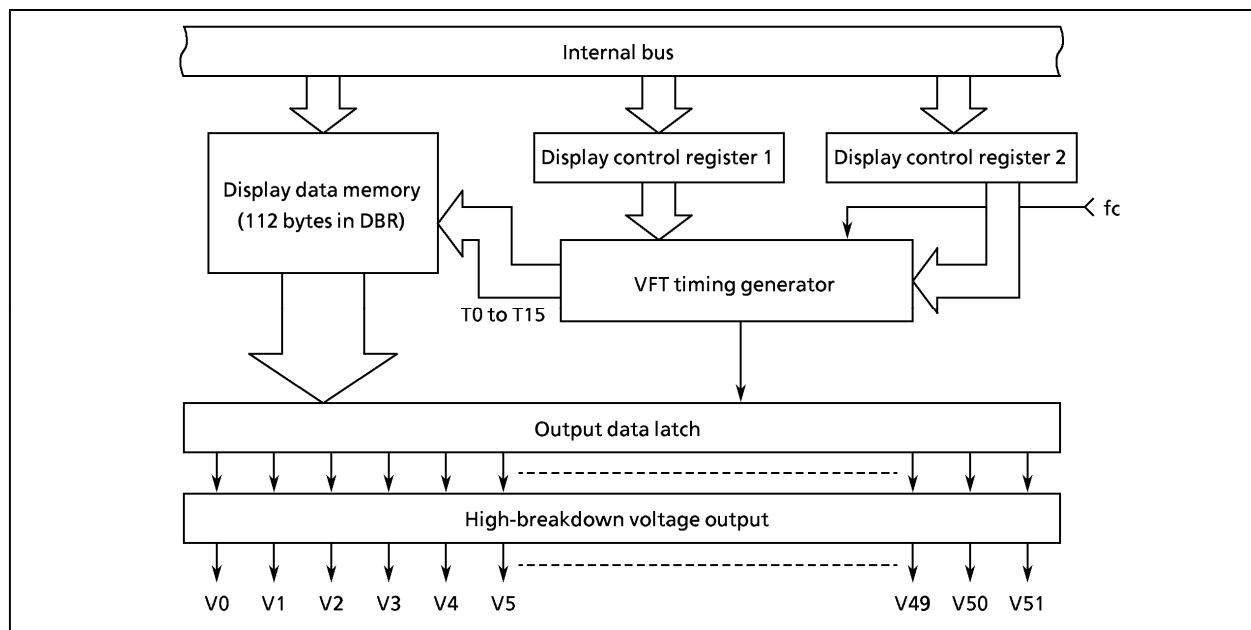 Internal bus
Display control register 1
Display control register 2
Display data memory
(112 bytes in DBR)
fc
VFT timing generator
T0 to T15
Output data latch
High-breakdown voltage output
V0 V1 V2 V3 V4 V5 V49 V50 V51